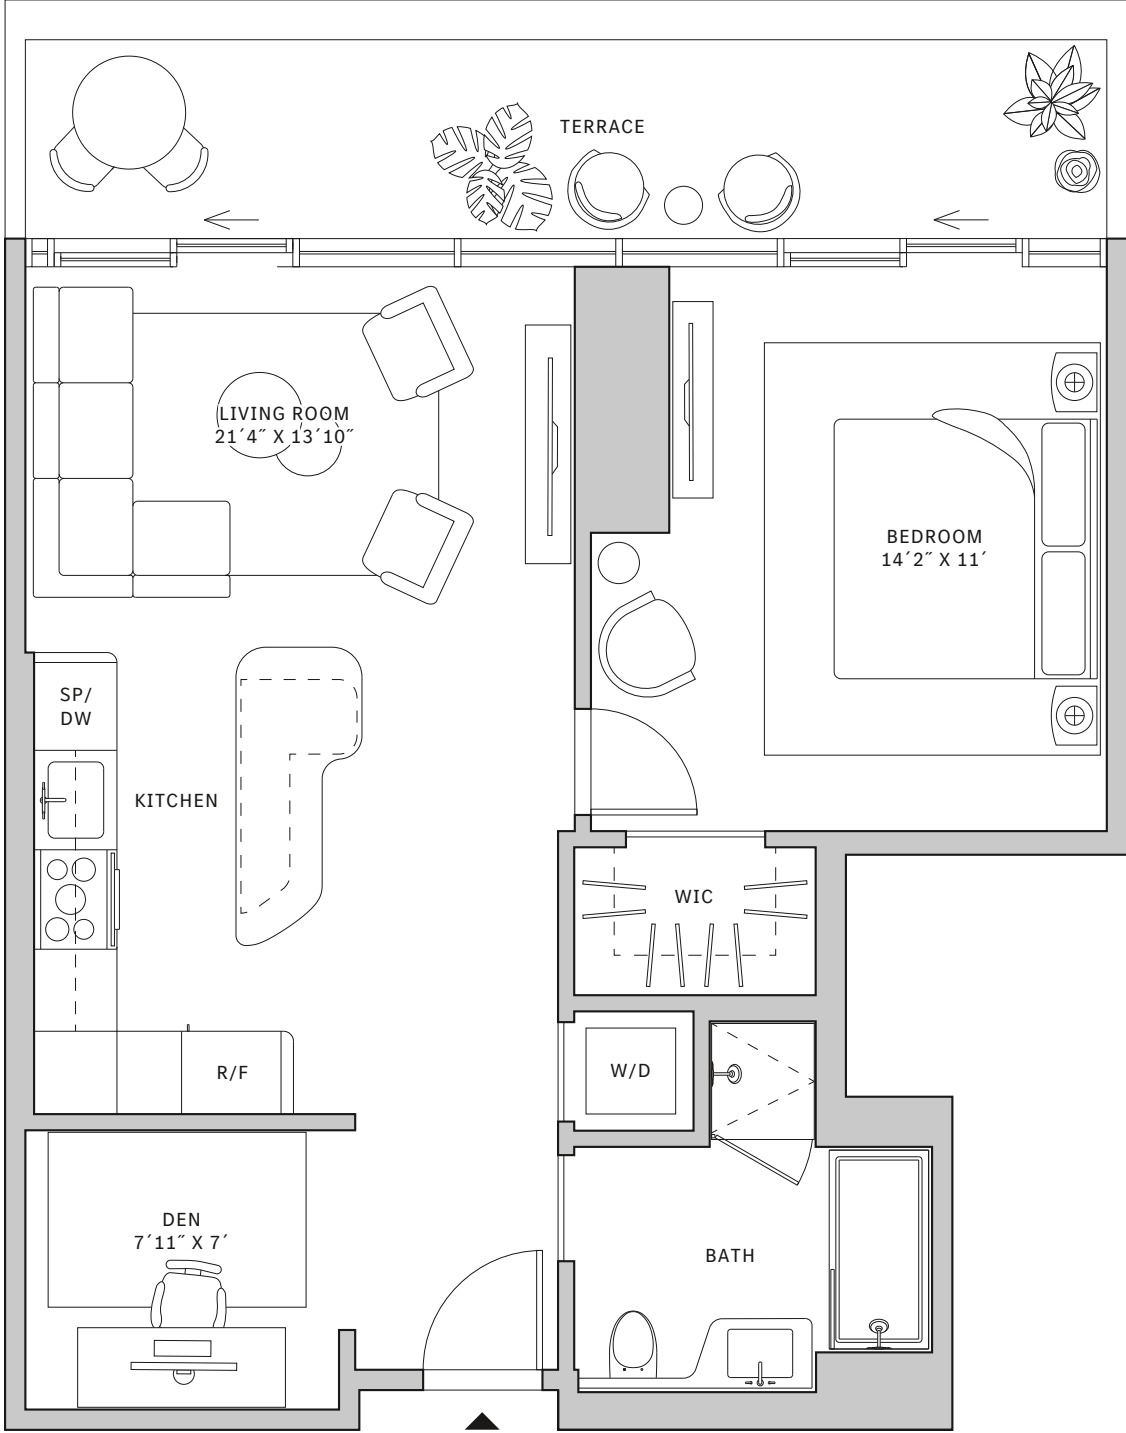 TERRACE
LIVING ROOM
21´4˝ X 13´10˝
BEDROOM
14´2˝ X 11´
SP/
DW
KITCHEN
WIC
R/F
W/D
DEN
7´11˝ X 7´
BATH